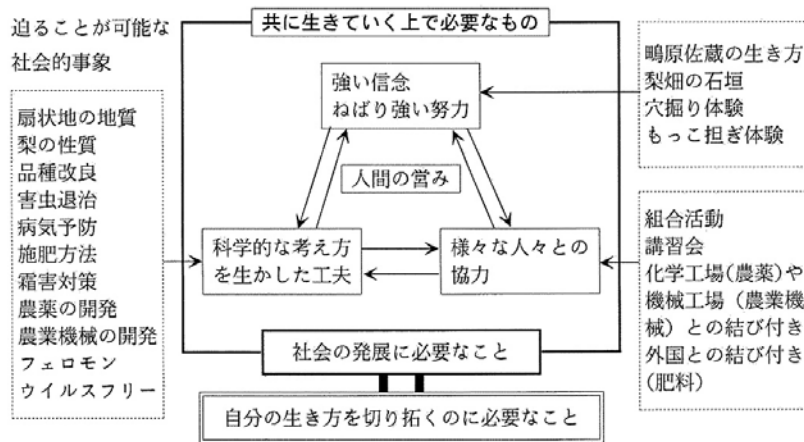 迫ることが可能な
社会的事象
扇状地の地質
梨の性質
品種改良
害虫退治
病気予防
施肥方法
霜害対策
農薬の開発
農業機械の開発
フェロモン
ウイルスフリー
共に生きていく上で必要なもの
強い信念
ねばり強い努力
人間の営み
科学的な考え方
を生かした工夫
様々な人々との
協力
社会の発展に必要なこと
自分の生き方を切り拓くのに必要なこと
鴫原佐蔵の生き方
梨畑の石垣
穴掘り体験
もっこ担ぎ体験
組合活動
講習会
化学工場(農薬)や
機械工場（農業機
械）との結び付き
外国との結び付き
(肥料)